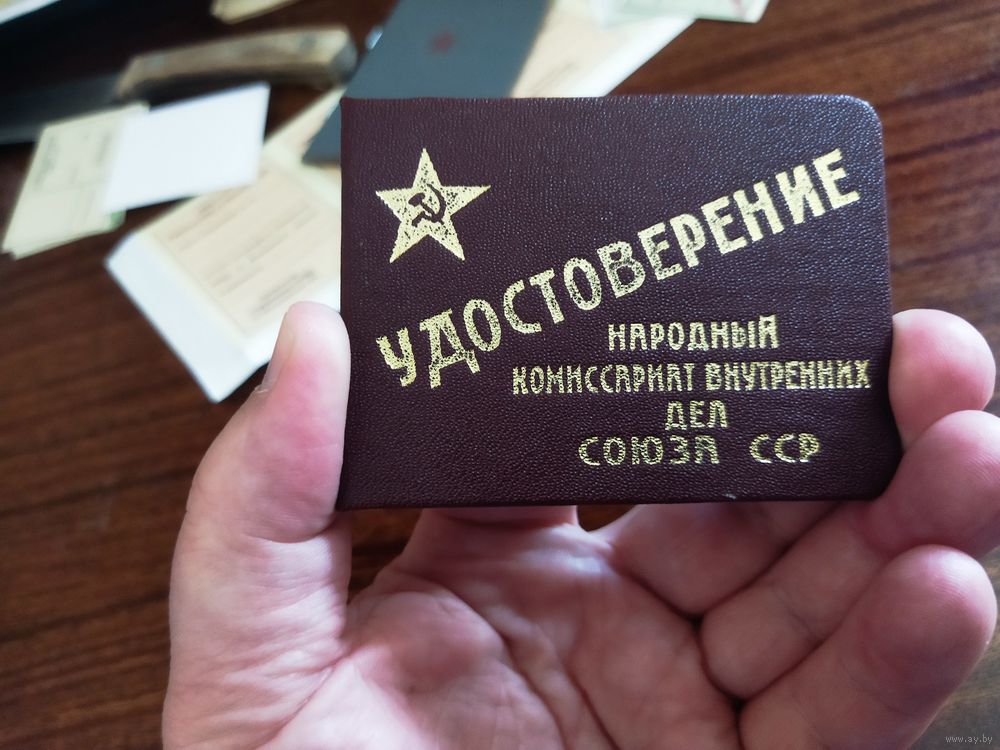 УДОСТОВЕРЕНИЕ
НАРОДНЫЙ
КОМИССАРИАТ ВНУТРЕННИХ
ДЕЛ
СОЮЗА ССР
www.ay.by